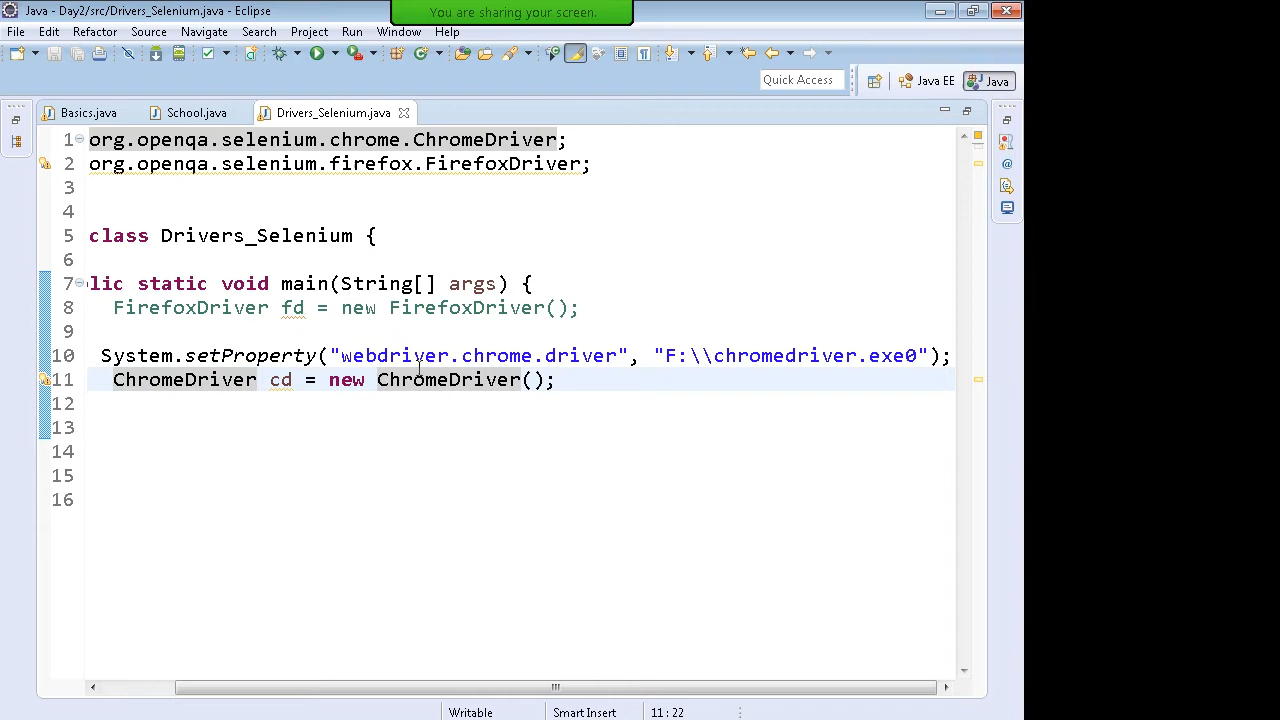 Java - Day2/src/Drivers_Selenium.java - Eclipse
You are sharing your screen.
File Edit Refactor Source Navigate Search Project Run Window Help
Quick Access
Java EE
Java
Basics.java
School.java
Drivers_Selenium.java
1 org.openqa.selenium.chrome.ChromeDriver;
2 org.openqa.selenium.firefox.FirefoxDriver;
3
4
5 class Drivers_Selenium {
6
7 lic static void main(String[] args) {
8 FirefoxDriver fd = new FirefoxDriver();
9
10 System.setProperty("webdriver.chrome.driver", "F:\\chromedriver.exe0");
11 ChromeDriver cd = new ChromeDriver();
12
13
14
15
16
Writable
Smart Insert
11 : 22